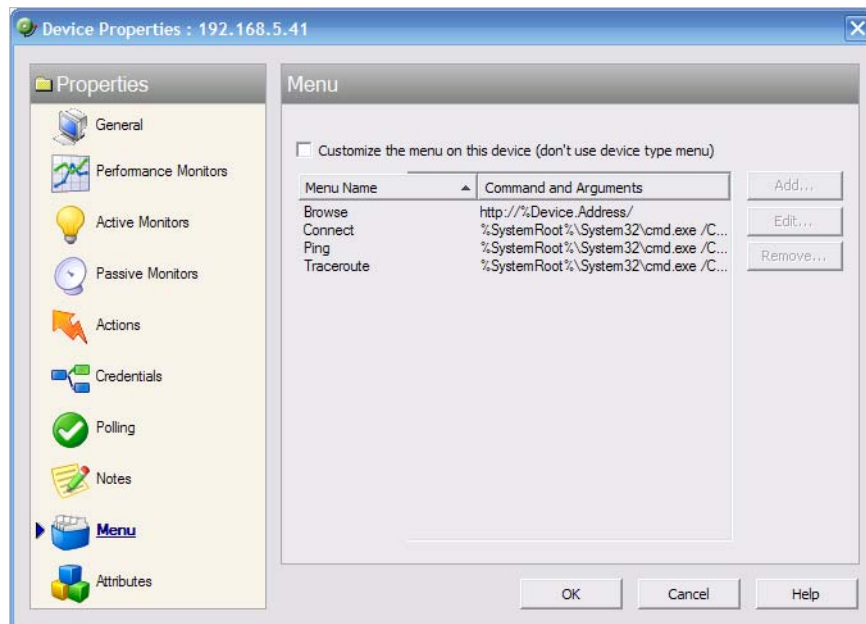 Device Properties : 192.168.5.41
Properties
General
Performance Monitors
Active Monitors
Passive Monitors
Actions
Credentials
Polling
Notes
Menu
Attributes
Menu
Customize the menu on this device (don't use device type menu)
Menu Name Command and Arguments
Browse http://%Device.Address/
Connect %SystemRoot%\System32\cmd.exe /C...
Ping %SystemRoot%\System32\cmd.exe /C...
Traceroute %SystemRoot%\System32\cmd.exe /C...
Add...
Edit...
Remove...
OK Cancel Help